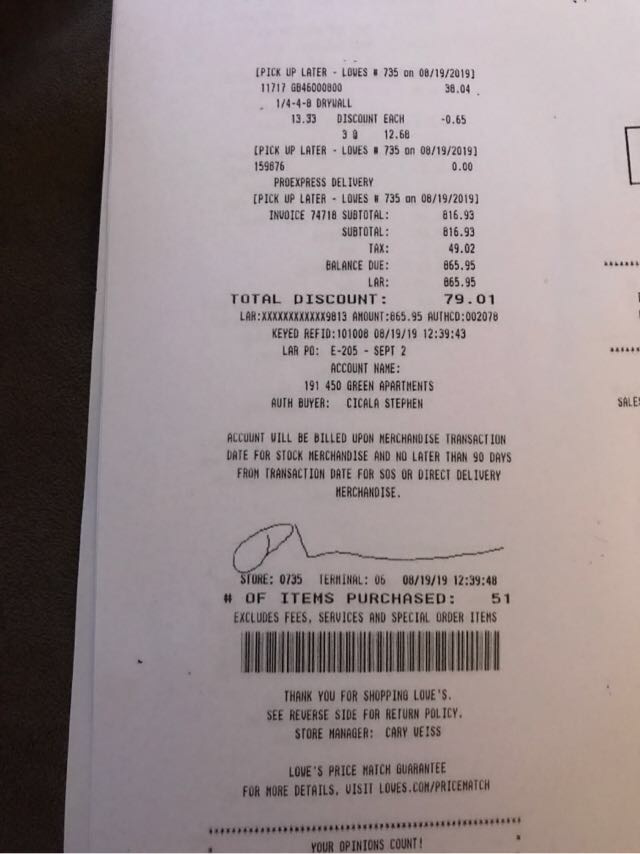 [PICK UP LATER - LOWES # 735 on 08/19/2019]
11717 GB46000800 38.04
1/4-4-8 DRYWALL
13.33 DISCOUNT EACH -0.65
3 @ 12.68
[PICK UP LATER - LOWES # 735 on 08/19/2019]
159876 0.00
PROEXPRESS DELIVERY
[PICK UP LATER - LOWES # 735 on 08/19/2019]
INVOICE 74718 SUBTOTAL: 816.93
SUBTOTAL: 816.93
TAX: 49.02
BALANCE DUE: 865.95
LAR: 865.95
TOTAL DISCOUNT: 79.01
LAR:XXXXXXXXXXXX9813 AMOUNT:865.95 AUTHCD:002078
KEYED REFID:101008 08/19/19 12:39:43
LAR PO: E-205 - SEPT 2
ACCOUNT NAME:
191 450 GREEN APARTMENTS
AUTH BUYER: CICALA STEPHEN
ACCOUNT WILL BE BILLED UPON MERCHANDISE TRANSACTION
DATE FOR STOCK MERCHANDISE AND NO LATER THAN 90 DAYS
FROM TRANSACTION DATE FOR SOS OR DIRECT DELIVERY
MERCHANDISE.
STORE: 0735 TERMINAL: 06 08/19/19 12:39:48
# OF ITEMS PURCHASED: 51
EXCLUDES FEES, SERVICES AND SPECIAL ORDER ITEMS
THANK YOU FOR SHOPPING LOWE'S.
SEE REVERSE SIDE FOR RETURN POLICY.
STORE MANAGER: CARY WEISS
LOWE'S PRICE MATCH GUARANTEE
FOR MORE DETAILS, VISIT LOWES.COM/PRICEMATCH
***********************************************
* YOUR OPINIONS COUNT! *
SALES